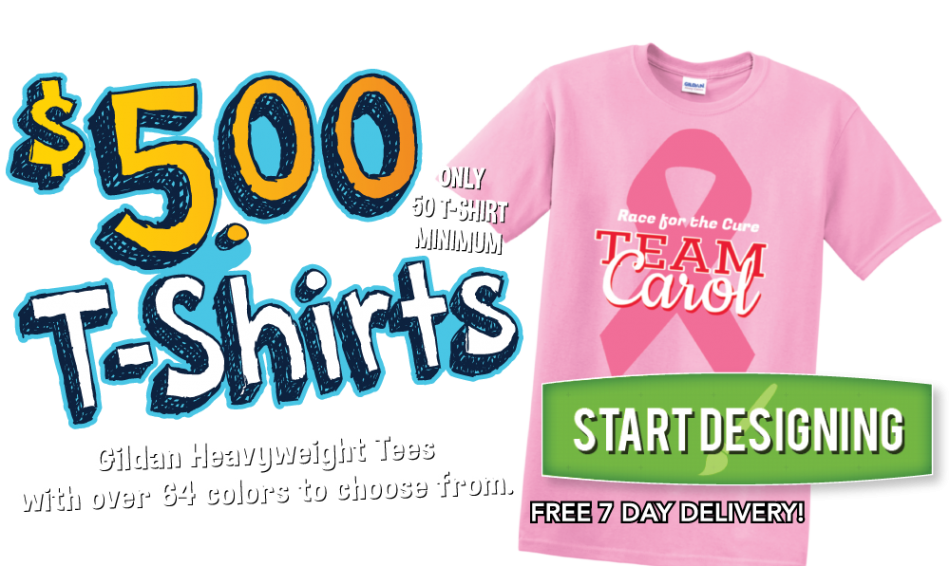 $5.00
T-Shirts
ONLY
50 T-SHIRT
MINIMUM
Gildan Heavyweight Tees
with over 64 colors to choose from.
GILDAN
Race for the Cure
TEAM
Carol
START DESIGNING
FREE 7 DAY DELIVERY!